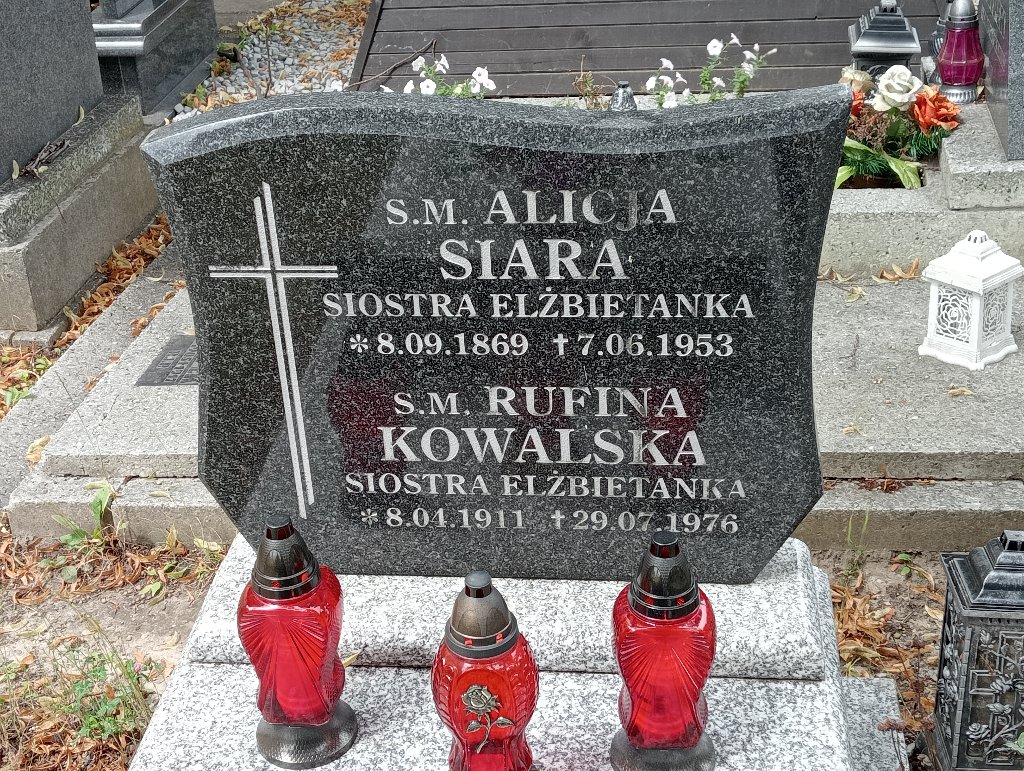 S.M. ALICJA
SIARA
SIOSTRA ELŻBIETANKA
* 8.09.1869 † 7.06.1953
S.M. RUFINA
KOWALSKA
SIOSTRA ELŻBIETANKA
* 8.04.1911 † 29.07.1976